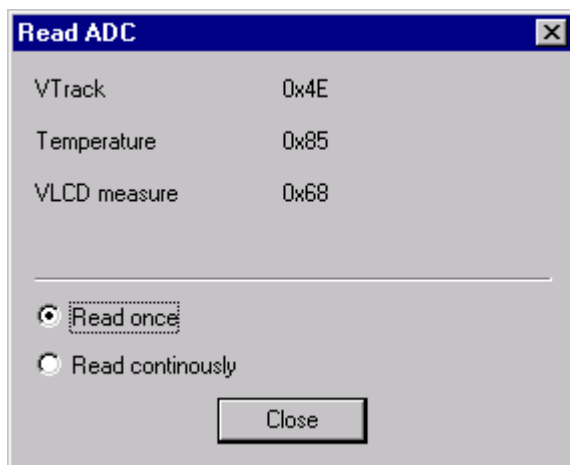 Read ADC
VTrack 0x4E
Temperature 0x85
VLCD measure 0x68
Read once
Read continously
Close